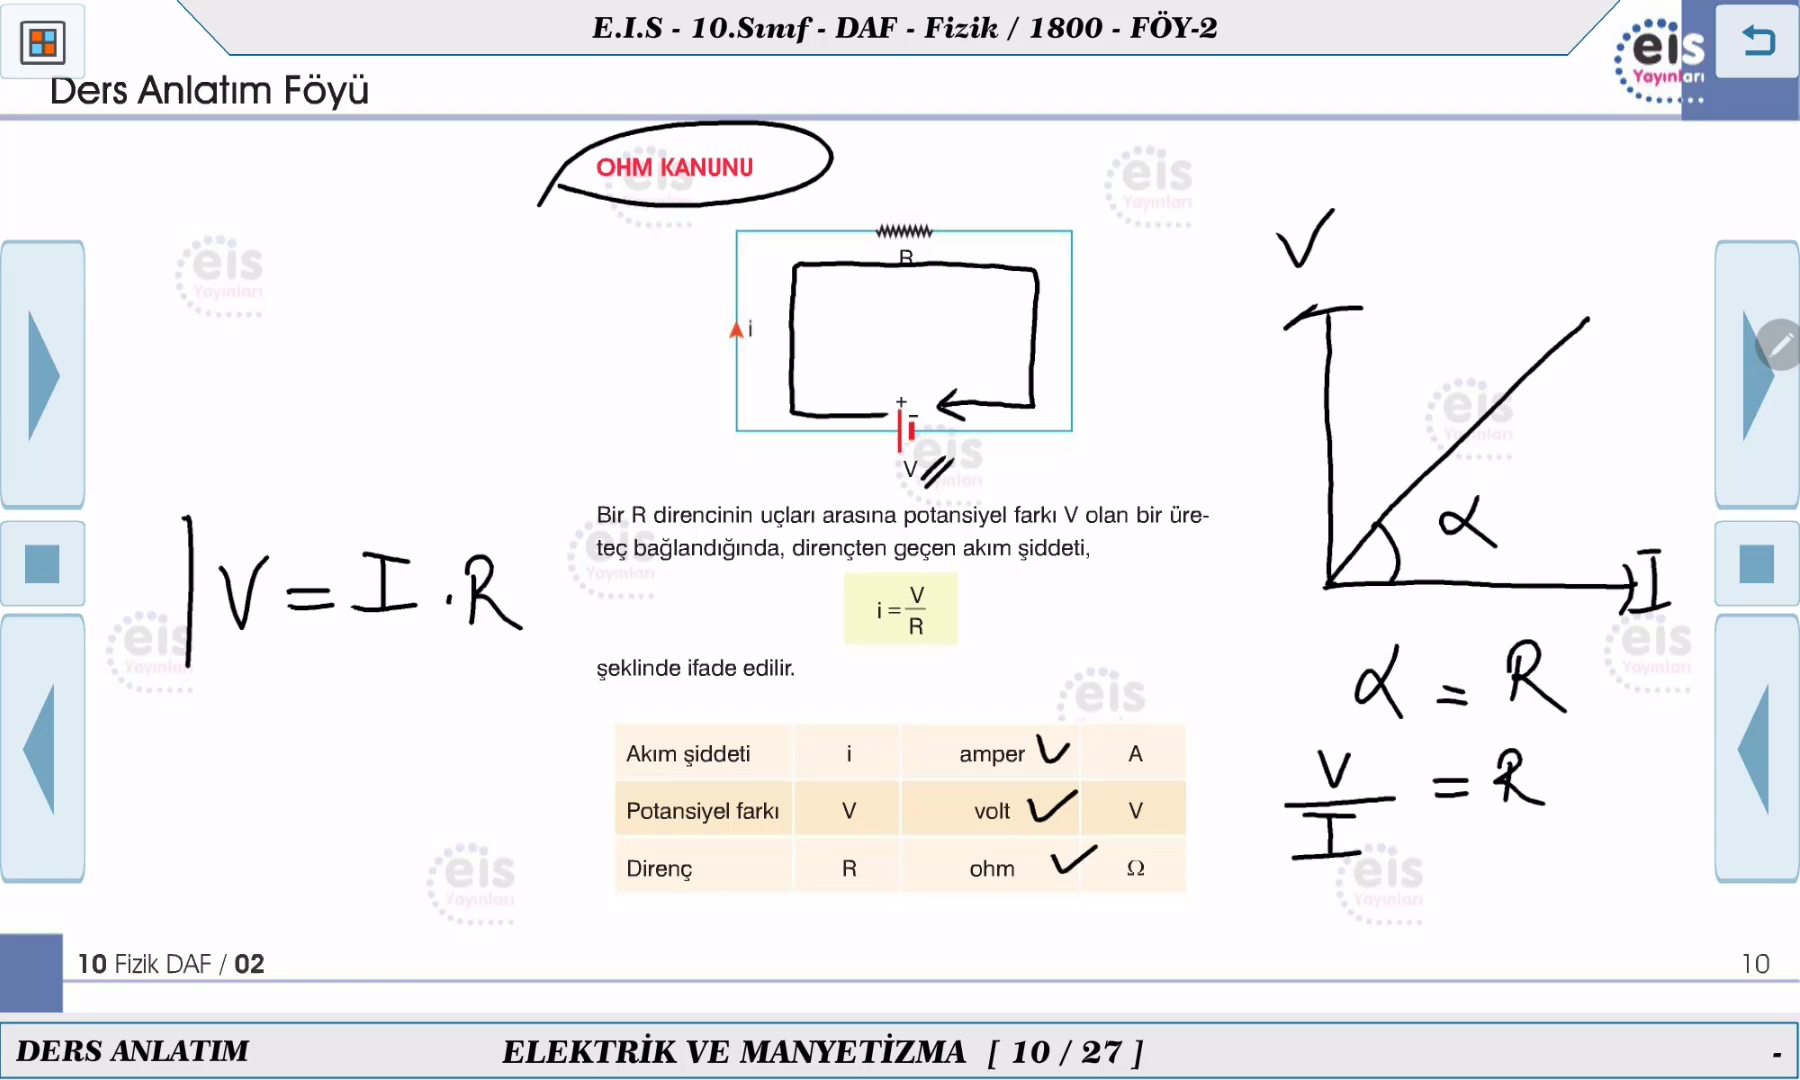 E.I.S - 10.Sınıf - DAF - Fizik / 1800 - FÖY-2
eis
Yayınları
Ders Anlatım Föyü
OHM KANUNU
R
i
+
-
V
Bir R direncinin uçları arasına potansiyel farkı V olan bir üre-
teç bağlandığında, dirençten geçen akım şiddeti,
i = V / R
şeklinde ifade edilir.
Akım şiddeti i amper A
Potansiyel farkı V volt V
Direnç R ohm Ω
V = I . R
V
α
I
α = R
V / I = R
10 Fizik DAF / 02
10
DERS ANLATIM
ELEKTRİK VE MANYETİZMA [ 10 / 27 ]
-